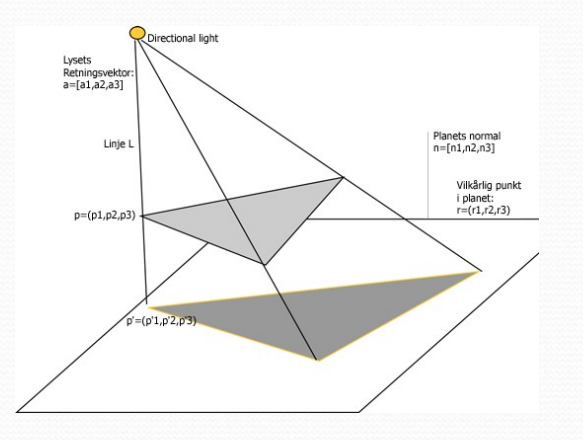 Directional light
Lysets
Retningsvektor:
a=[a1,a2,a3]
Linje L
Planets normal
n=[n1,n2,n3]
Vilkårlig punkt
i planet:
r=(r1,r2,r3)
p=(p1,p2,p3)
p'=(p'1,p'2,p'3)